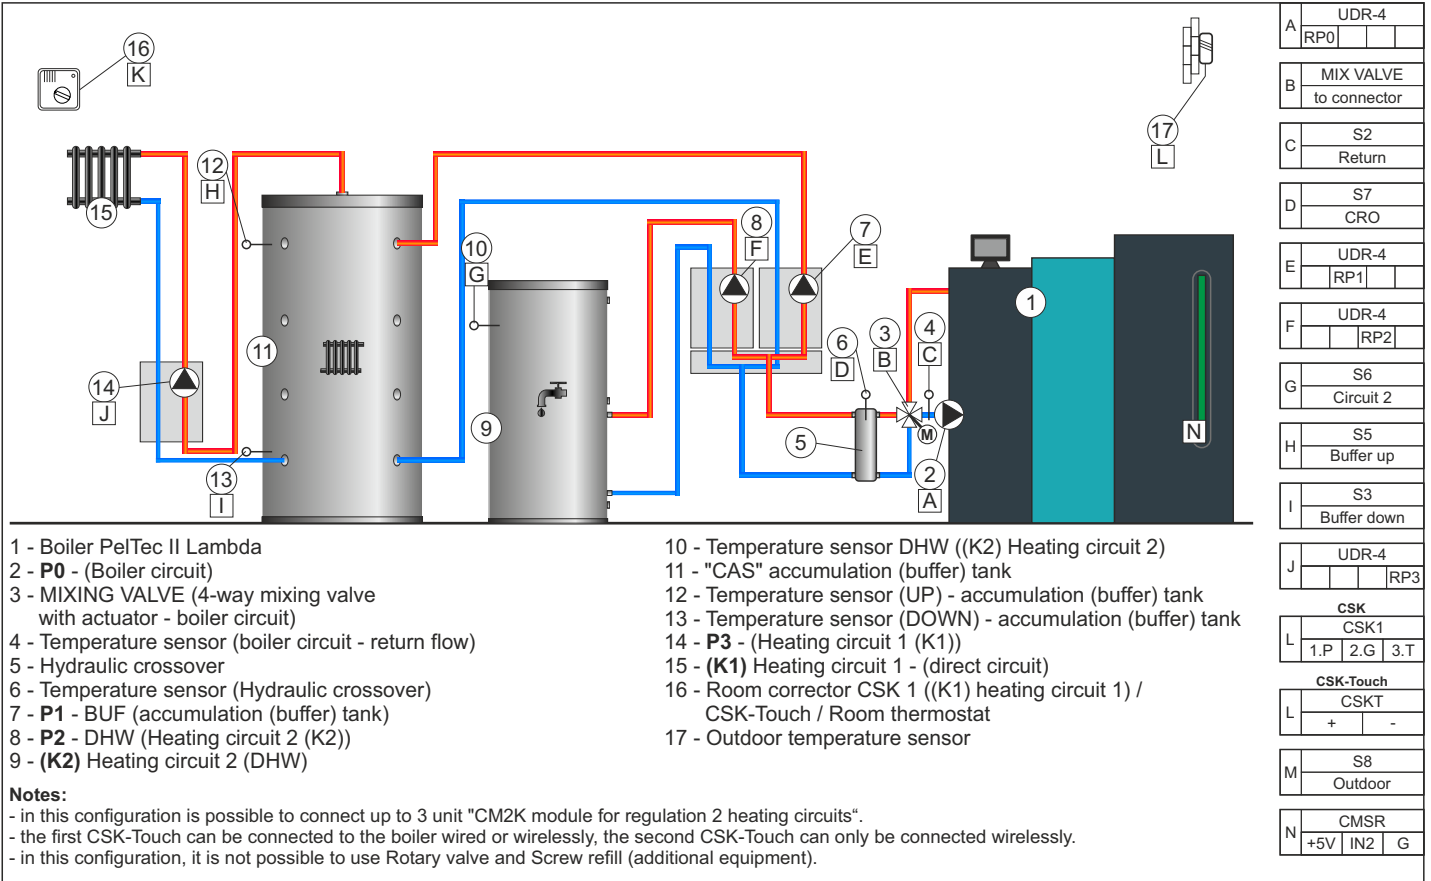 16
K
17
L
15
12
H
10
G
8
F
7
E
1
3
B
4
C
6
D
11
14
J
9
5
M
N
2
A
13
I
A
UDR-4
RP0
B
MIX VALVE
to connector
C
S2
Return
D
S7
CRO
E
UDR-4
RP1
F
UDR-4
RP2
G
S6
Circuit 2
H
S5
Buffer up
I
S3
Buffer down
J
UDR-4
RP3
CSK
L
CSK1
1.P 2.G 3.T
CSK-Touch
L
CSKT
+ -
M
S8
Outdoor
N
CMSR
+5V IN2 G
1 - Boiler PelTec II Lambda
2 - P0 - (Boiler circuit)
3 - MIXING VALVE (4-way mixing valve
with actuator - boiler circuit)
4 - Temperature sensor (boiler circuit - return flow)
5 - Hydraulic crossover
6 - Temperature sensor (Hydraulic crossover)
7 - P1 - BUF (accumulation (buffer) tank)
8 - P2 - DHW (Heating circuit 2 (K2))
9 - (K2) Heating circuit 2 (DHW)
10 - Temperature sensor DHW ((K2) Heating circuit 2)
11 - "CAS" accumulation (buffer) tank
12 - Temperature sensor (UP) - accumulation (buffer) tank
13 - Temperature sensor (DOWN) - accumulation (buffer) tank
14 - P3 - (Heating circuit 1 (K1))
15 - (K1) Heating circuit 1 - (direct circuit)
16 - Room corrector CSK 1 ((K1) heating circuit 1) /
CSK-Touch / Room thermostat
17 - Outdoor temperature sensor
Notes:
- in this configuration is possible to connect up to 3 unit "CM2K module for regulation 2 heating circuits“.
- the first CSK-Touch can be connected to the boiler wired or wirelessly, the second CSK-Touch can only be connected wirelessly.
- in this configuration, it is not possible to use Rotary valve and Screw refill (additional equipment).